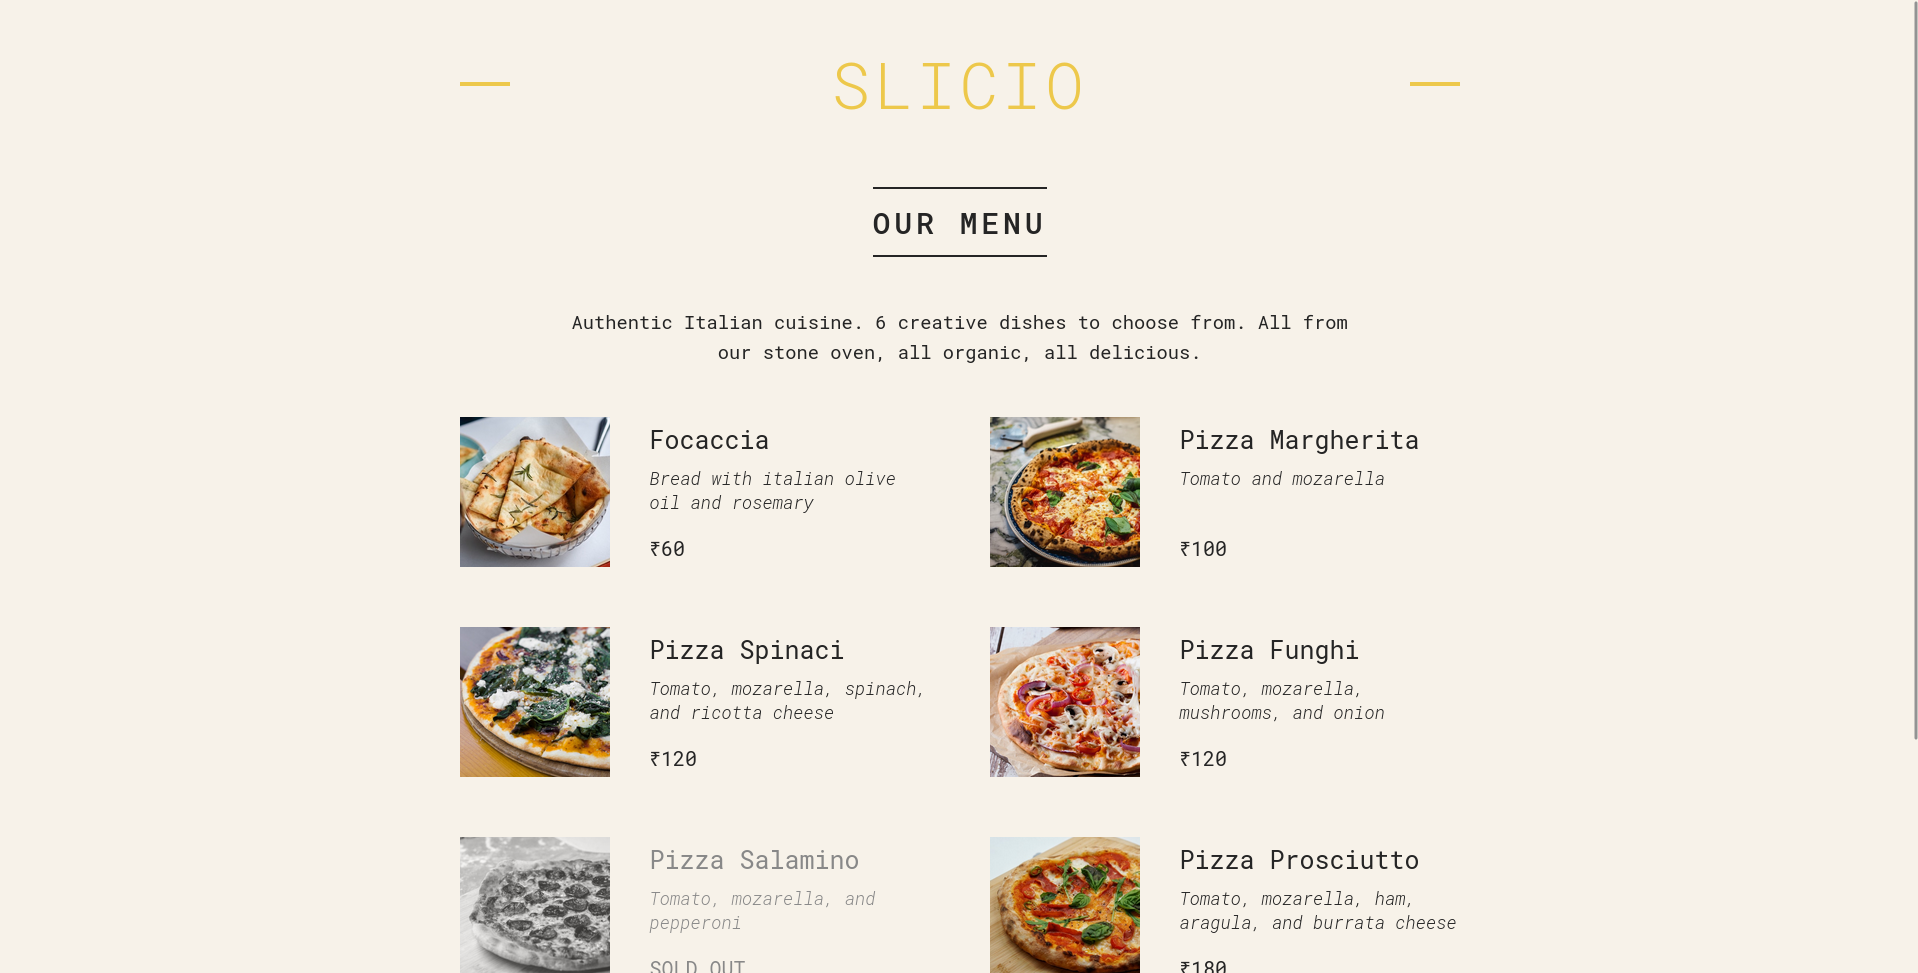 SLICIO
OUR MENU
Authentic Italian cuisine. 6 creative dishes to choose from. All from
our stone oven, all organic, all delicious.
Focaccia
Bread with italian olive
oil and rosemary
₹60
Pizza Margherita
Tomato and mozarella
₹100
Pizza Spinaci
Tomato, mozarella, spinach,
and ricotta cheese
₹120
Pizza Funghi
Tomato, mozarella,
mushrooms, and onion
₹120
Pizza Salamino
Tomato, mozarella, and
pepperoni
SOLD OUT
Pizza Prosciutto
Tomato, mozarella, ham,
aragula, and burrata cheese
₹180